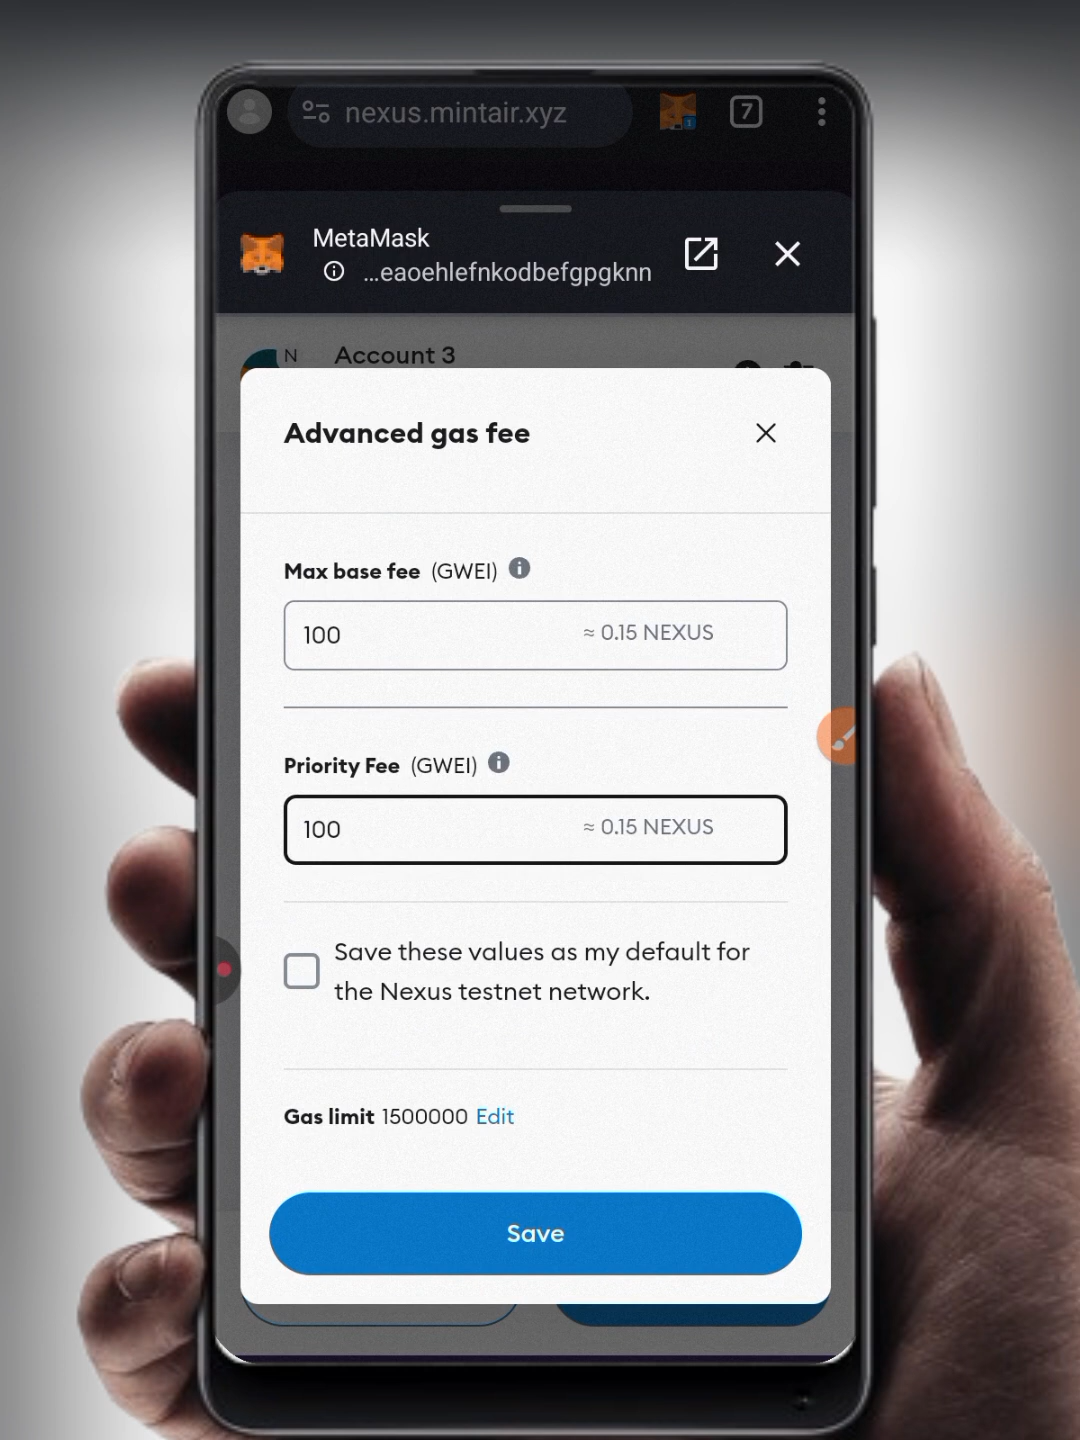 nexus.mintair.xyz
7
MetaMask
1
...eaoehlefnkodbefgpgknn
N
Account 3
Advanced gas fee
Max base fee (GWEI)
100 ≈ 0.15 NEXUS
Priority Fee (GWEI)
100 ≈ 0.15 NEXUS
Save these values as my default for
the Nexus testnet network.
Gas limit 1500000 Edit
Save